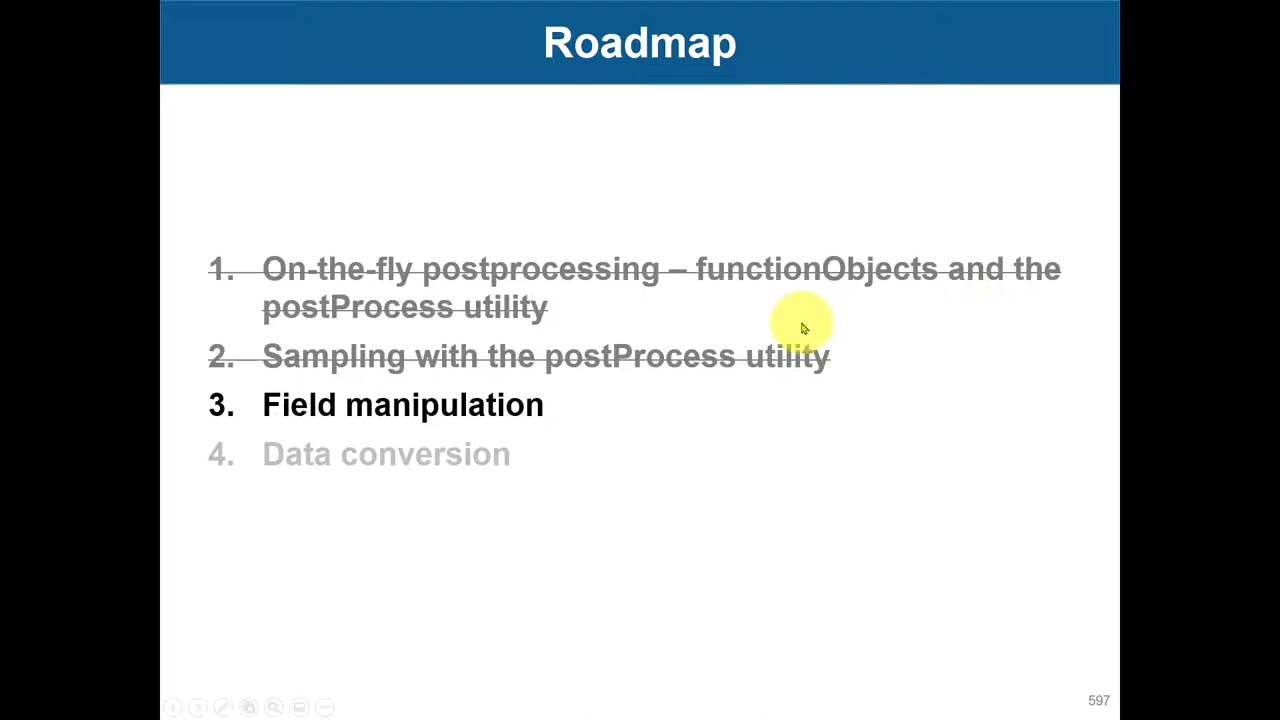 Roadmap
1. On-the-fly postprocessing – functionObjects and the
postProcess utility
2. Sampling with the postProcess utility
3. Field manipulation
4. Data conversion
597